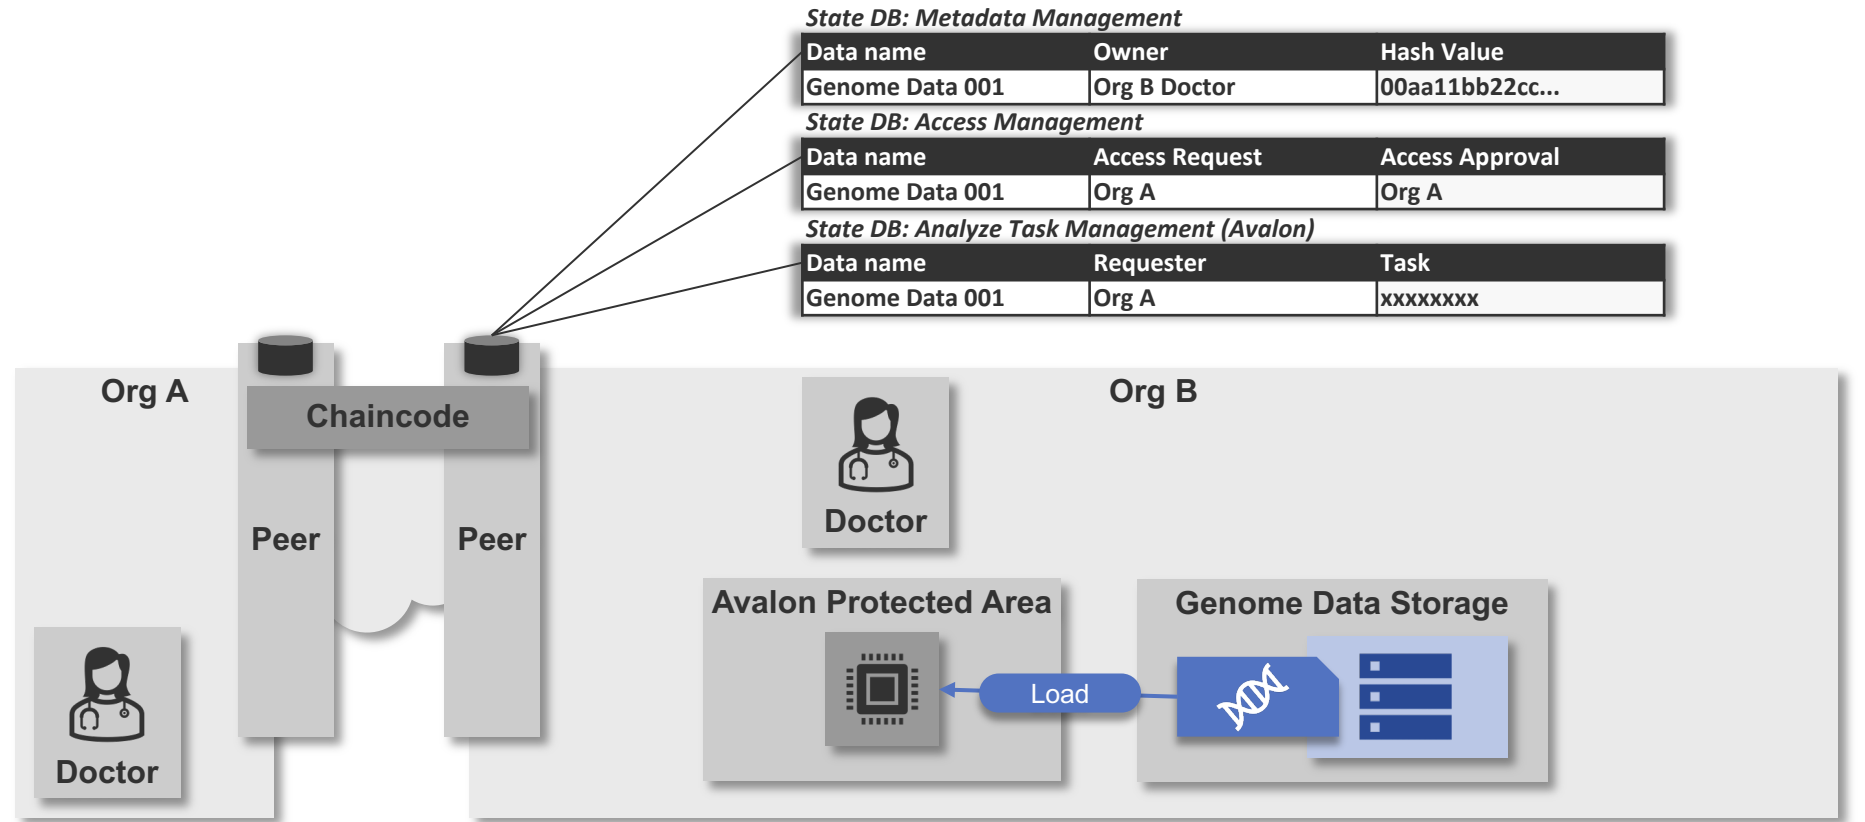 State DB: Metadata Management
Data name Owner Hash Value
Genome Data 001 Org B Doctor 00aa11bb22cc...
State DB: Access Management
Data name Access Request Access Approval
Genome Data 001 Org A Org A
State DB: Analyze Task Management (Avalon)
Data name Requester Task
Genome Data 001 Org A xxxxxxxx
Org A
Chaincode
Org B
Peer
Peer
Doctor
Avalon Protected Area
Genome Data Storage
Load
Doctor